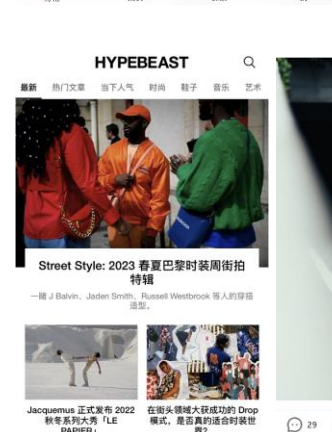 HYPEBEAST
最新 热门文章 当下人气 时尚 鞋子 音乐 艺术
Street Style: 2023 春夏巴黎时装周街拍
特辑
一睹 J Balvin、Jaden Smith、Russell Westbrook 等人的穿搭
造型。
Jacquemus 正式发布 2022
秋冬系列大秀「LE
PAPIER」
在街头领域大获成功的 Drop
模式，是否真的适合时装世
界？
29